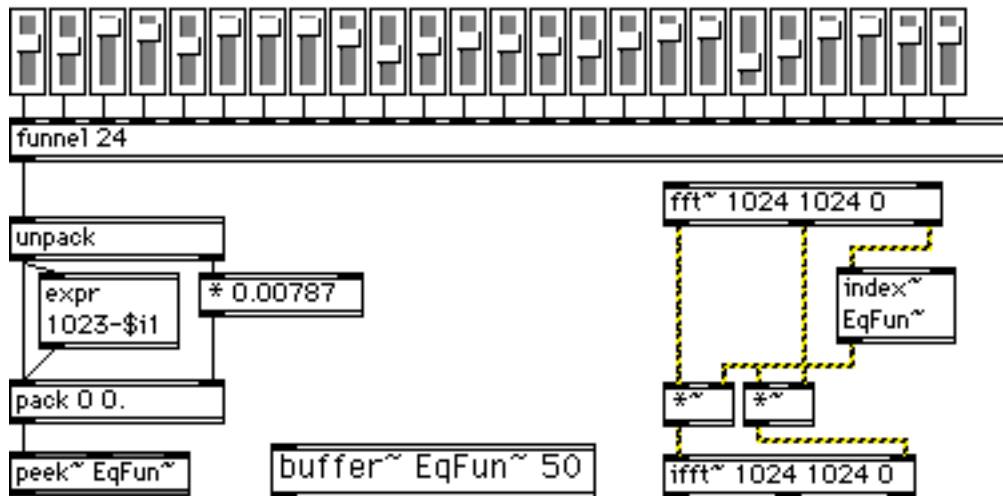 funnel 24
fft~ 1024 1024 0
unpack
expr
1023-$i1
* 0.00787
index~
EqFun~
pack 0 0.
*~
*~
peek~ EqFun~
buffer~ EqFun~ 50
ifft~ 1024 1024 0